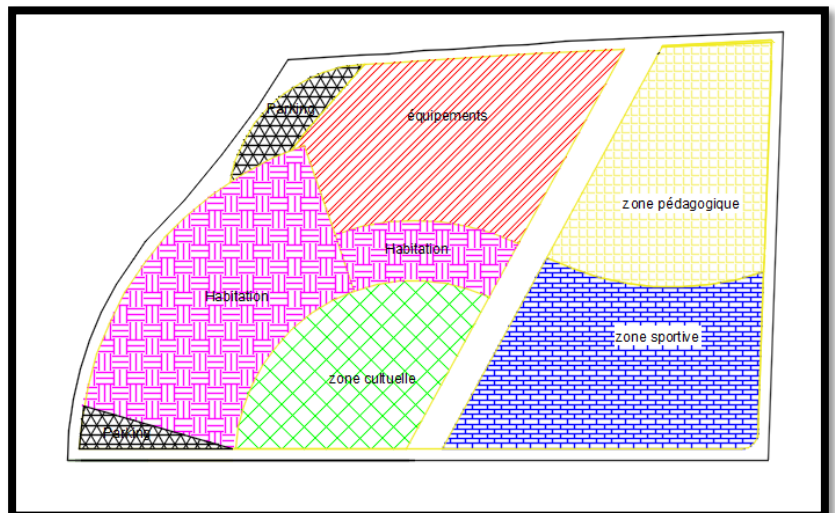 Parking
équipements
zone pédagogique
Habitation
Habitation
zone sportive
zone cultuelle
Parking